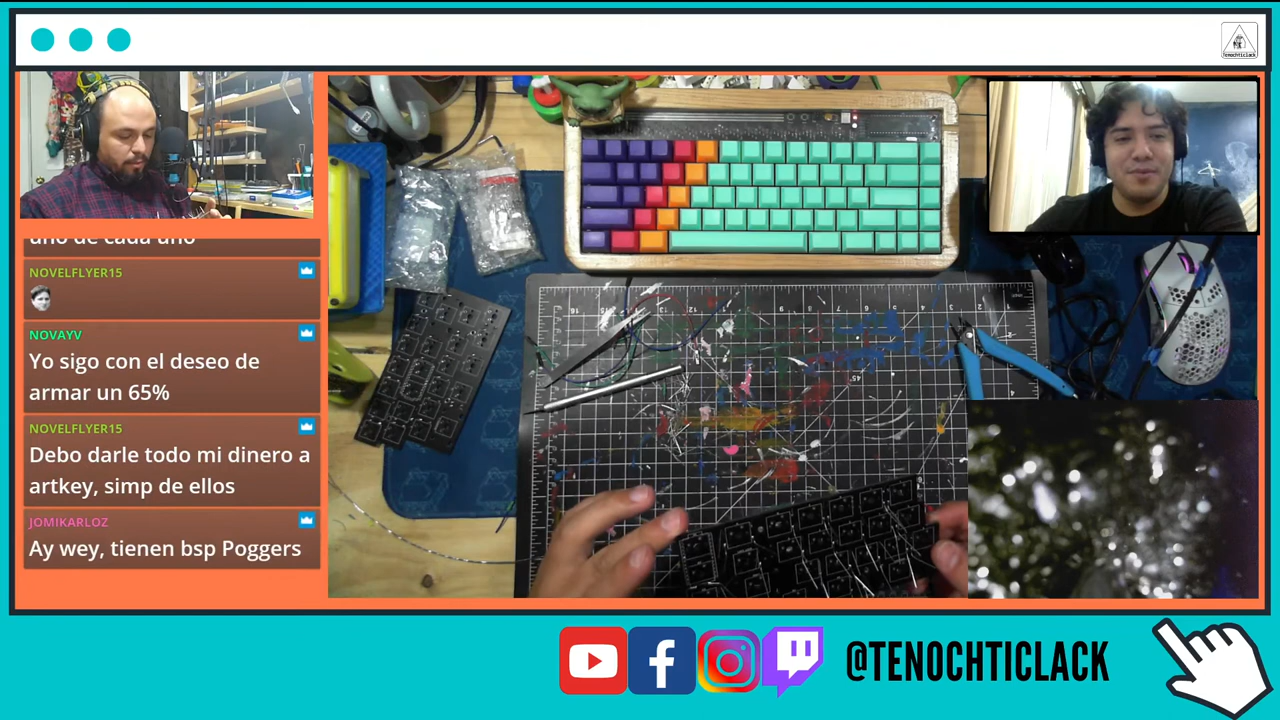 Tenochticlack
uno de cada uno
NOVELFLYER15
NOVAYV
Yo sigo con el deseo de
armar un 65%
NOVELFLYER15
Debo darle todo mi dinero a
artkey, simp de ellos
JOMIKARLOZ
Ay wey, tienen bsp Poggers
@TENOCHTICLACK